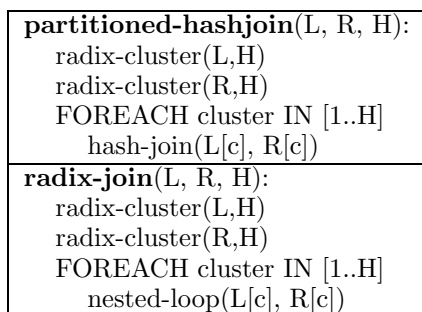 partitioned-hashjoin(L, R, H):
radix-cluster(L,H)
radix-cluster(R,H)
FOREACH cluster IN [1..H]
hash-join(L[c], R[c])
radix-join(L, R, H):
radix-cluster(L,H)
radix-cluster(R,H)
FOREACH cluster IN [1..H]
nested-loop(L[c], R[c])